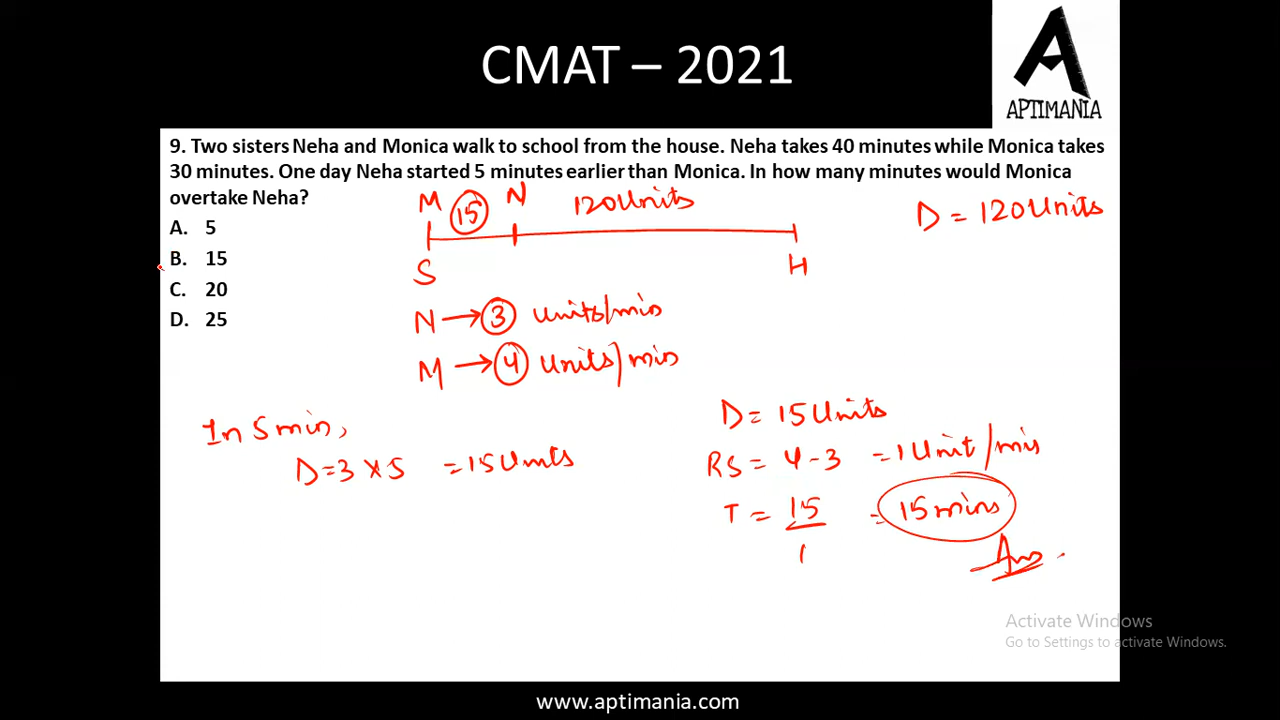 CMAT – 2021
A
APTIMANIA
9. Two sisters Neha and Monica walk to school from the house. Neha takes 40 minutes while Monica takes
30 minutes. One day Neha started 5 minutes earlier than Monica. In how many minutes would Monica
overtake Neha?
A. 5
B. 15
C. 20
D. 25
M 15 N 120 Units
D = 120 Units
S H
N → 3 Units/min
M → 4 Units/min
In 5 min,
D = 3 × 5 = 15 Units
D = 15 Units
RS = 4 - 3 = 1 Unit/min
T = 15 = 15 mins
1
Ans.
Activate Windows
Go to Settings to activate Windows.
www.aptimania.com